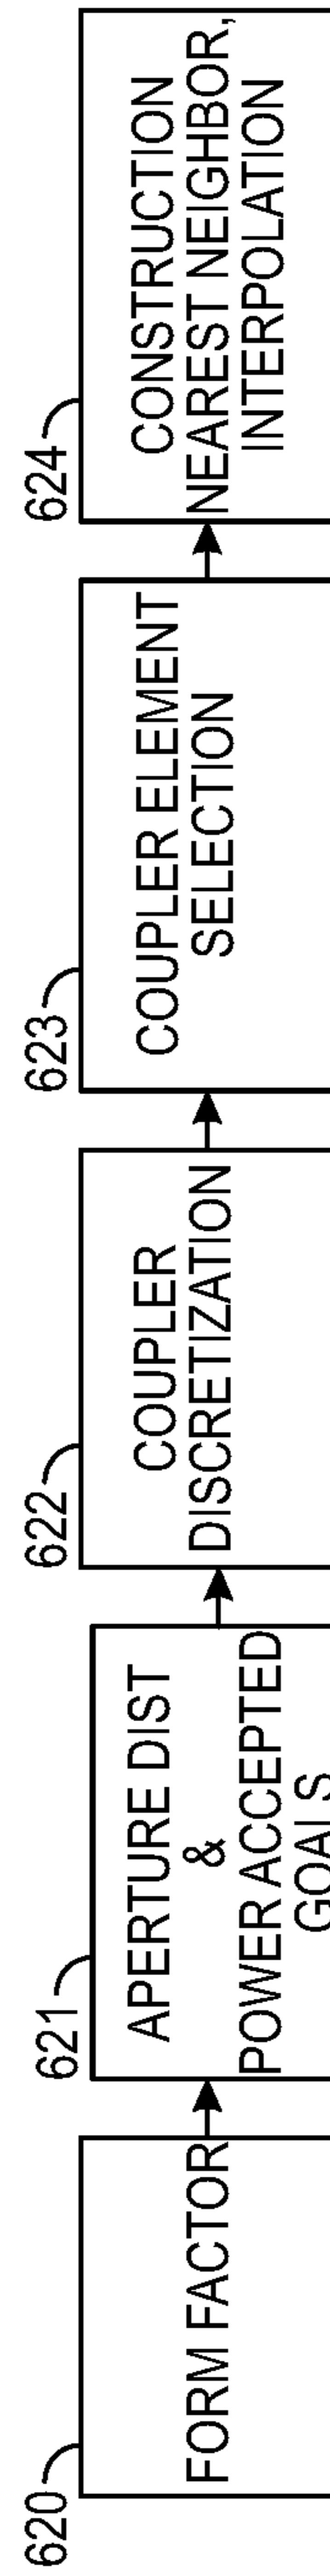 620
FORM FACTOR
621
APERTURE DIST
&
POWER ACCEPTED
GOALS
622
COUPLER
DISCRETIZATION
623
COUPLER ELEMENT
SELECTION
624
CONSTRUCTION
NEAREST NEIGHBOR,
INTERPOLATION